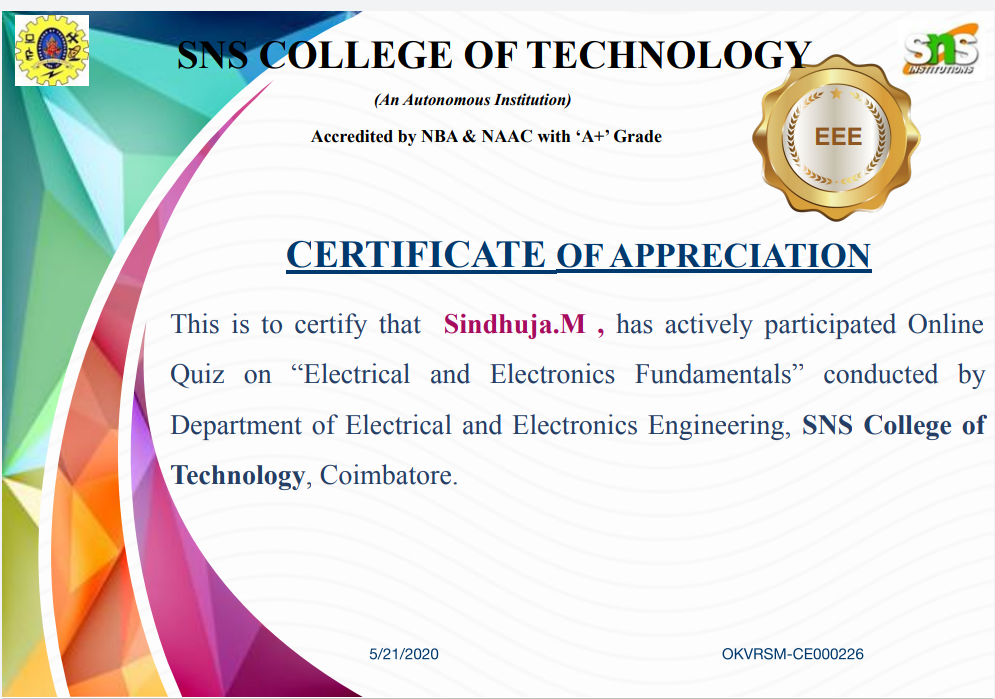 SNS COLLEGE OF TECHNOLOGY
(An Autonomous Institution)
Accredited by NBA & NAAC with ‘A+’ Grade
SNS
INSTITUTIONS
EEE
CERTIFICATE OF APPRECIATION
This is to certify that Sindhuja.M , has actively participated Online
Quiz on “Electrical and Electronics Fundamentals” conducted by
Department of Electrical and Electronics Engineering, SNS College of
Technology, Coimbatore.
5/21/2020
OKVRSM-CE000226